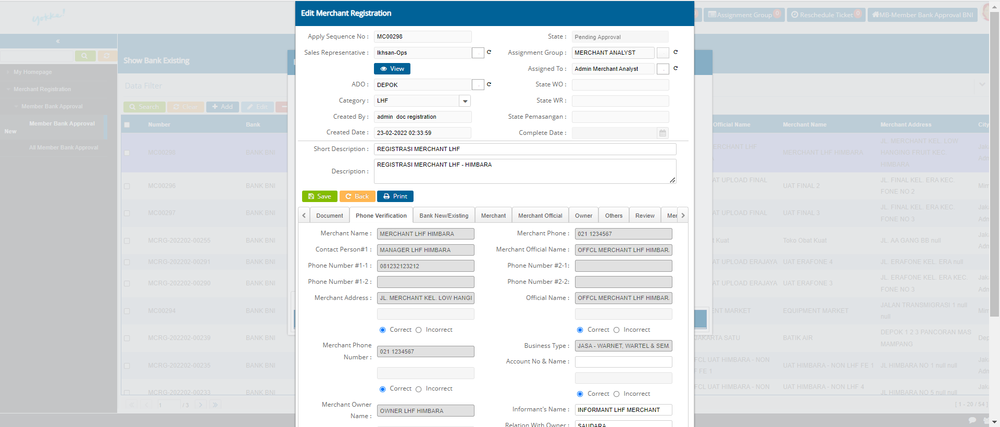 yokke!
Assignment Group 0
Reschedule Ticket 0
MB-Member Bank Approval BNI
«
My Homepage
Merchant Registration
Member Bank Approval
Member Bank Approval
New
All Member Bank Approval
Show Bank Existing
Data Filter
Search
Clear
Add
Edit
Number Bank
MC00298 BANK BNI
MC00296 BANK BNI
MC00297 BANK BNI
MCRG-202202-00255 BANK BNI
MCRG-202202-00291 BANK BNI
MCRG-202202-00290 BANK BNI
MC00294 BANK BNI
MCRG-202202-00239 BANK BNI
MCRG-202202-00235 BANK BNI
MCRG-202202-00233 BANK BNI
1 / 3
Edit Merchant Registration
Apply Sequence No : MC00298
State : Pending Approval
Sales Representative : Ikhsan-Ops
Assignment Group : MERCHANT ANALYST
View
Assigned To : Admin Merchant Analyst
ADO : DEPOK
State WO :
Category : LHF
State WR :
Created By : admin doc registration
State Pemasangan :
Created Date : 23-02-2022 02:33:59
Complete Date :
Short Description : REGISTRASI MERCHANT LHF
Description : REGISTRASI MERCHANT LHF - HIMBARA
Save Back Print
Document Phone Verification Bank New/Existing Merchant Merchant Official Owner Others Review Mer
Merchant Name : MERCHANT LHF HIMBARA
Merchant Phone : 021 1234567
Contact Person#1 : MANAGER LHF HIMBARA
Merchant Official Name : OFFCL MERCHANT LHF HIMBAR
Phone Number #1-1 : 081232123212
Phone Number #2-1:
Phone Number #1-2 :
Phone Number #2-2:
Merchant Address : JL. MERCHANT KEL. LOW HANGI
Official Name : OFFCL MERCHANT LHF HIMBAR
Correct Incorrect
Correct Incorrect
Merchant Phone
Number : 021 1234567
Business Type : JASA - WARNET, WARTEL & SEM
Account No & Name :
Correct Incorrect
Correct Incorrect
Merchant Owner
Name : OWNER LHF HIMBARA
Informant's Name : INFORMANT LHF MERCHANT
Relation With Owner : SAUDARA
Official Name Merchant Name Merchant Address City
ERCHANT LHF MERCHANT LHF HIMBARA
JL. MERCHANT KEL. LOW
HANGING FRUIT KEC.
HIMBARA
Jak
Adm
AT UPLOAD FINAL UAT FINAL 2
JL. FINAL KEL. ERA KEC.
FONE NO 2
Mim
AT UPLOAD FINAL UAT FINAL 3
JL. FINAL KEL. ERA KEC.
FONE NO 3
Jak
Adm
t Kuat Toko Obat Kuat JL. AA GANG BB null
Jak
Adm
AT UPLOAD ERAJAYA UAT ERAFONE 4 JL. ERAFONE KEL. ERA null
AT UPLOAD ERAJAYA UAT ERAFONE 3
JL. ERAFONE KEL. ERA KEC.
FONE NO 3
Jak
Adm
ENT MARKET EQUIPMENT MARKET
JALAN TRANSMIGRASI 1 null
null
Mim
JAKARTA SATU BATIK AIR
DEPOK 1 2 3 PANCORAN MAS
MAMPANG
Dep
FCL UAT HIMBARA - NON
F FE 1
UAT HIMBARA - NON LHF FE 1 JL HIMBARA NO 1 null null
Jak
Adm
FCL UAT HIMBARA - NON UAT HIMBARA - NON LHF 4
JL HIMBARA NO 5 null null
Jak
Adm
[ 1 - 20 / 54 ]